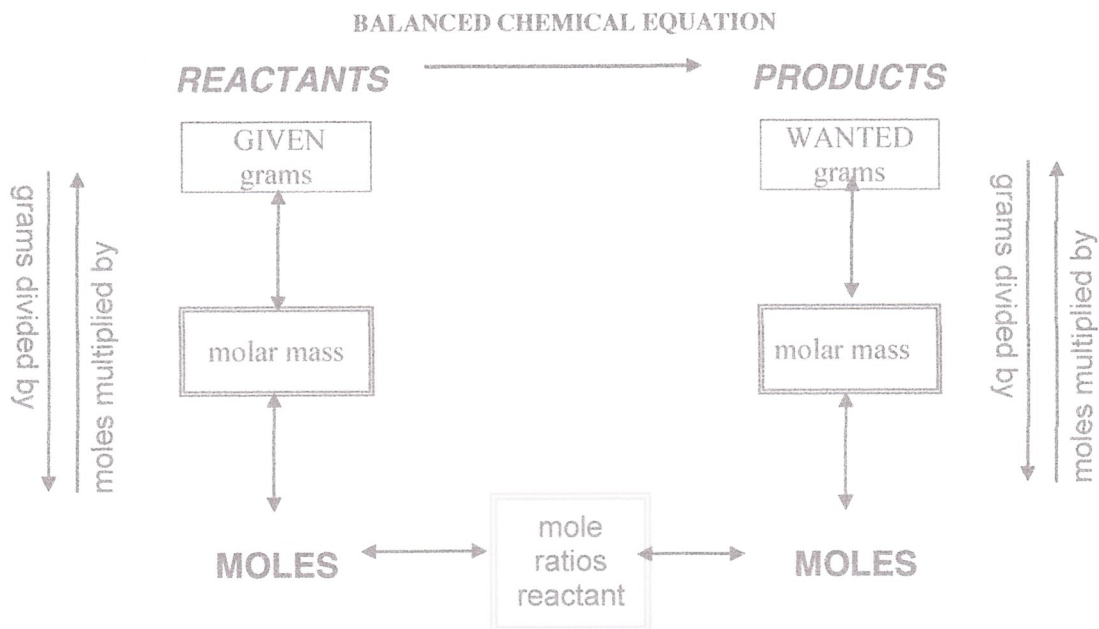 BALANCED CHEMICAL EQUATION
REACTANTS
PRODUCTS
GIVEN
grams
WANTED
grams
grams divided by
moles multiplied by
grams divided by
moles multiplied by
molar mass
molar mass
MOLES
mole
ratios
reactant
MOLES